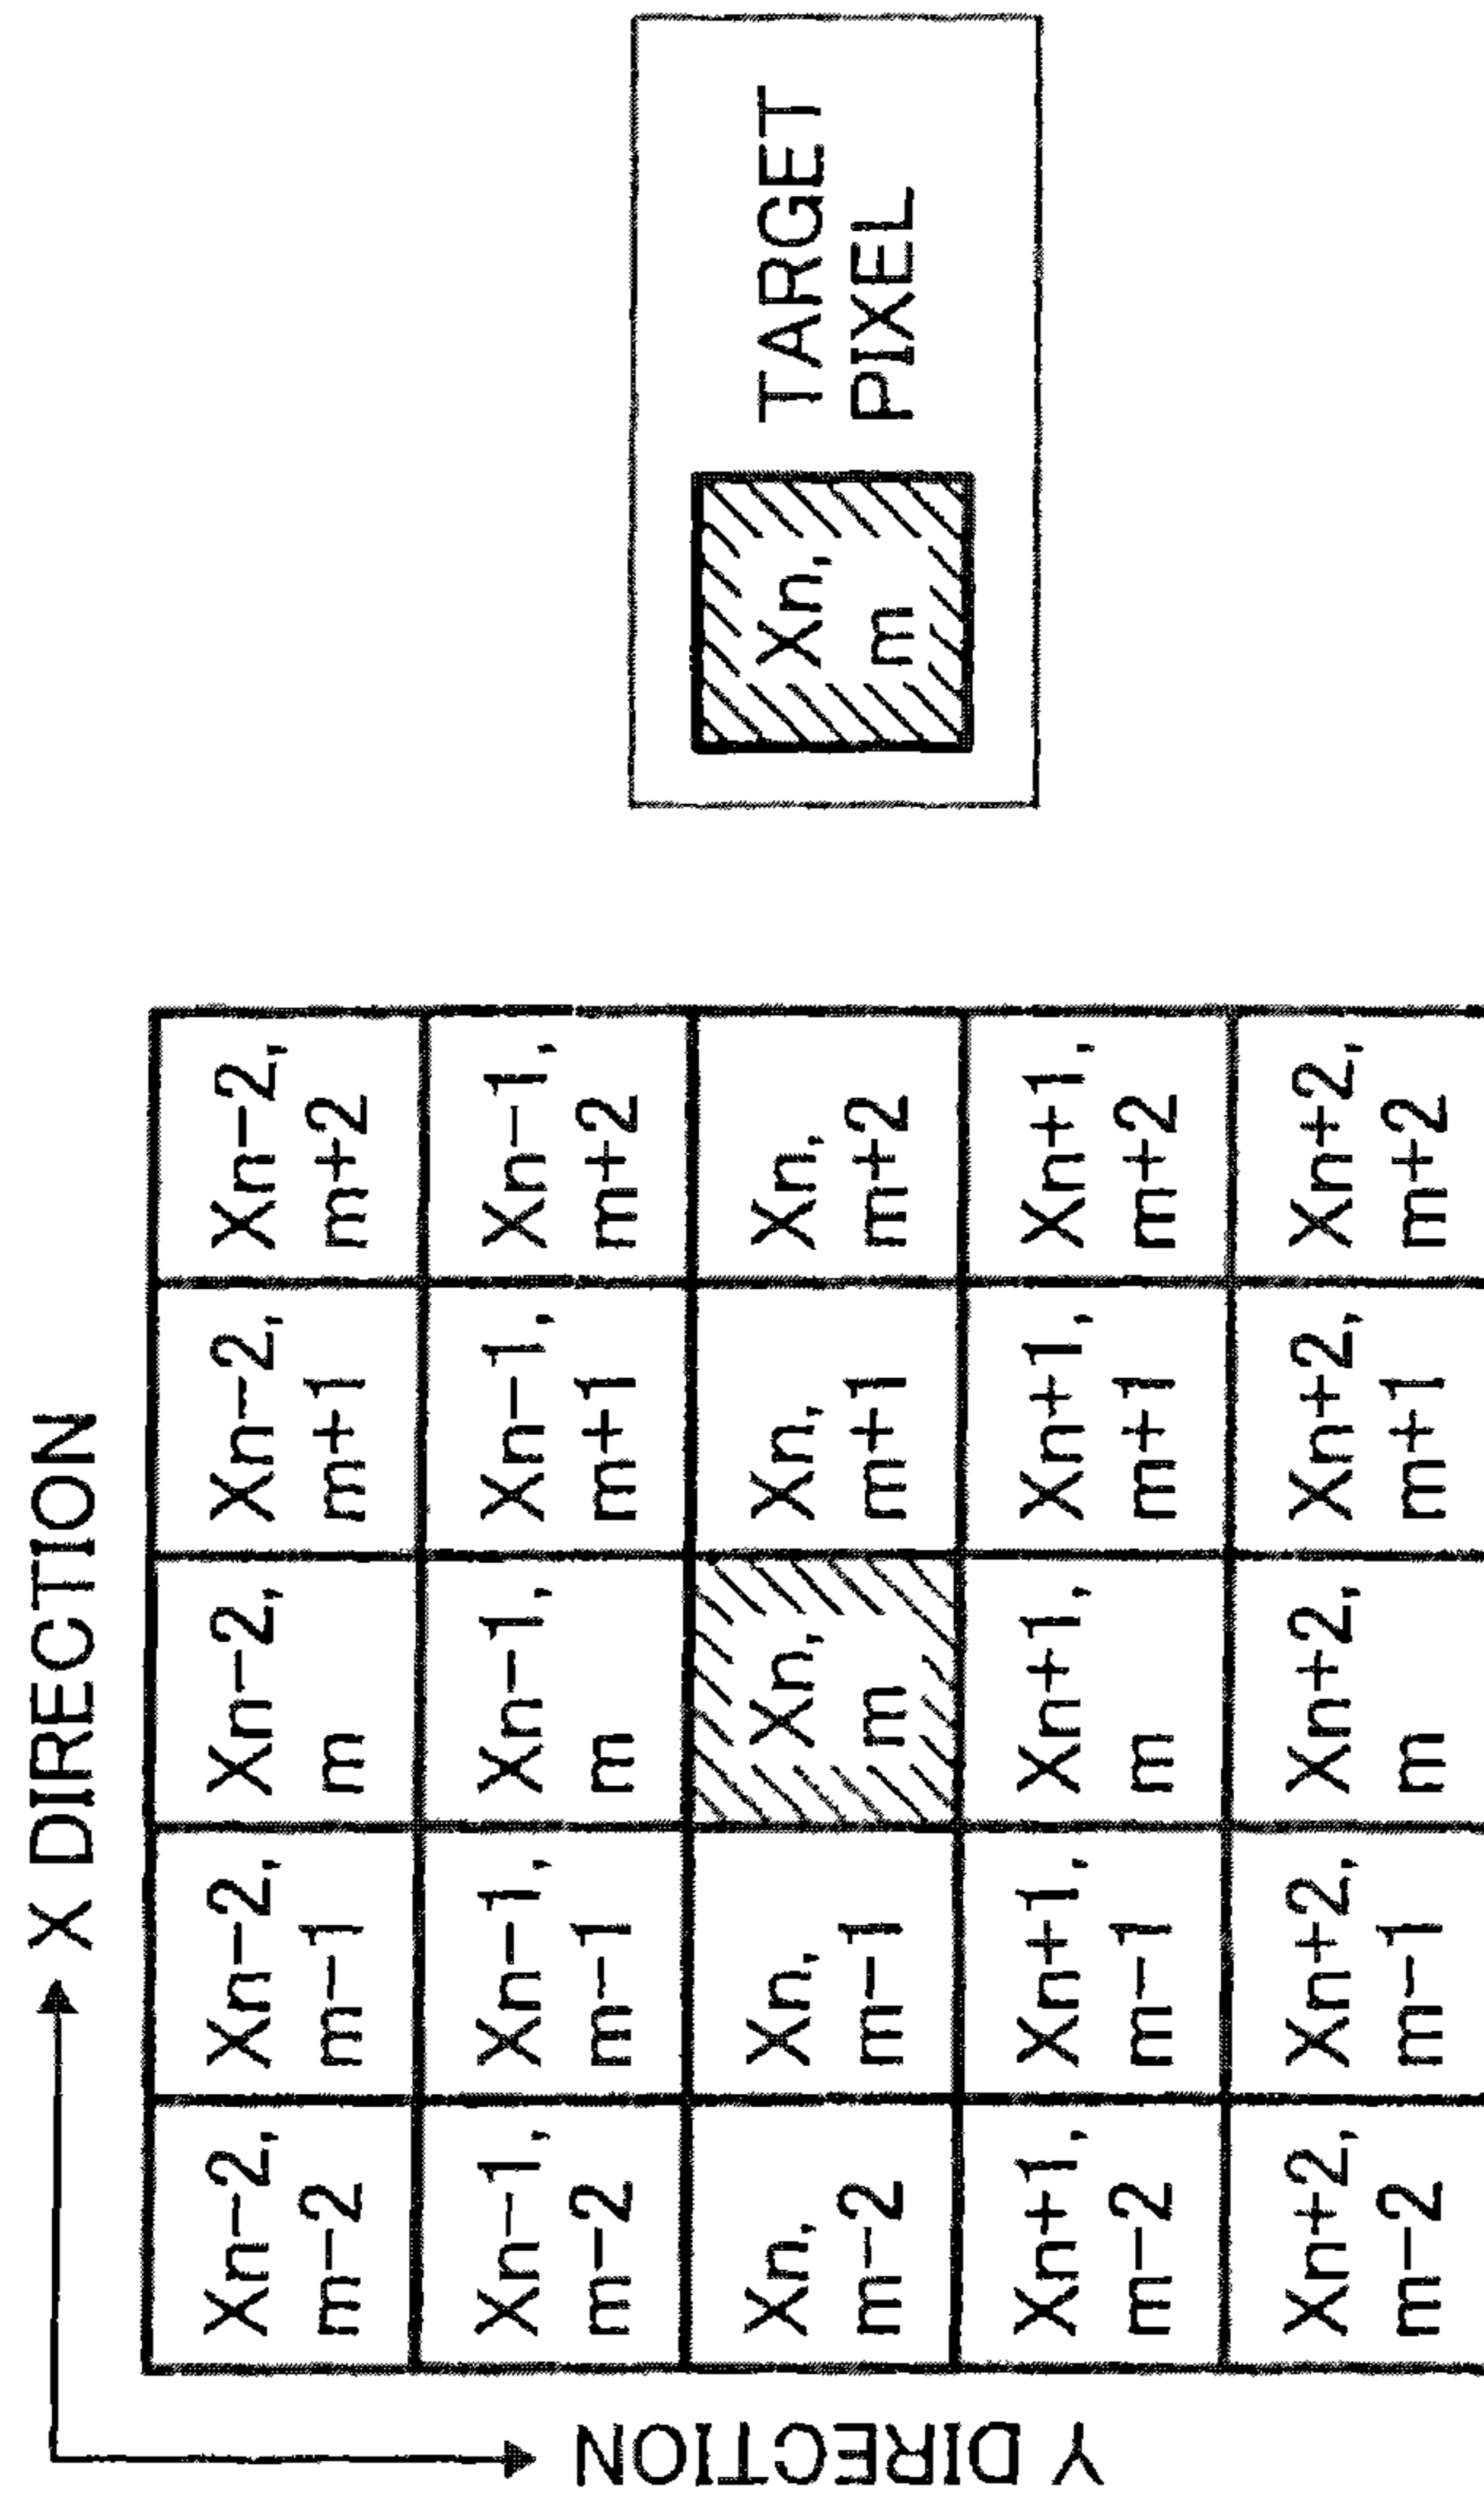 X DIRECTION
Y DIRECTION
Xn-2, Xn-2, Xn-2, Xn-2, Xn-2,
m-2 m-1 m m+1 m+2
Xn-1, Xn-1, Xn-1, Xn-1, Xn-1,
m-2 m-1 m m+1 m+2
Xn, Xn, Xn, Xn, Xn,
m-2 m-1 m m+1 m+2
Xn+1, Xn+1, Xn+1, Xn+1, Xn+1,
m-2 m-1 m m+1 m+2
Xn+2, Xn+2, Xn+2, Xn+2, Xn+2,
m-2 m-1 m m+1 m+2
Xn,
m
TARGET
PIXEL